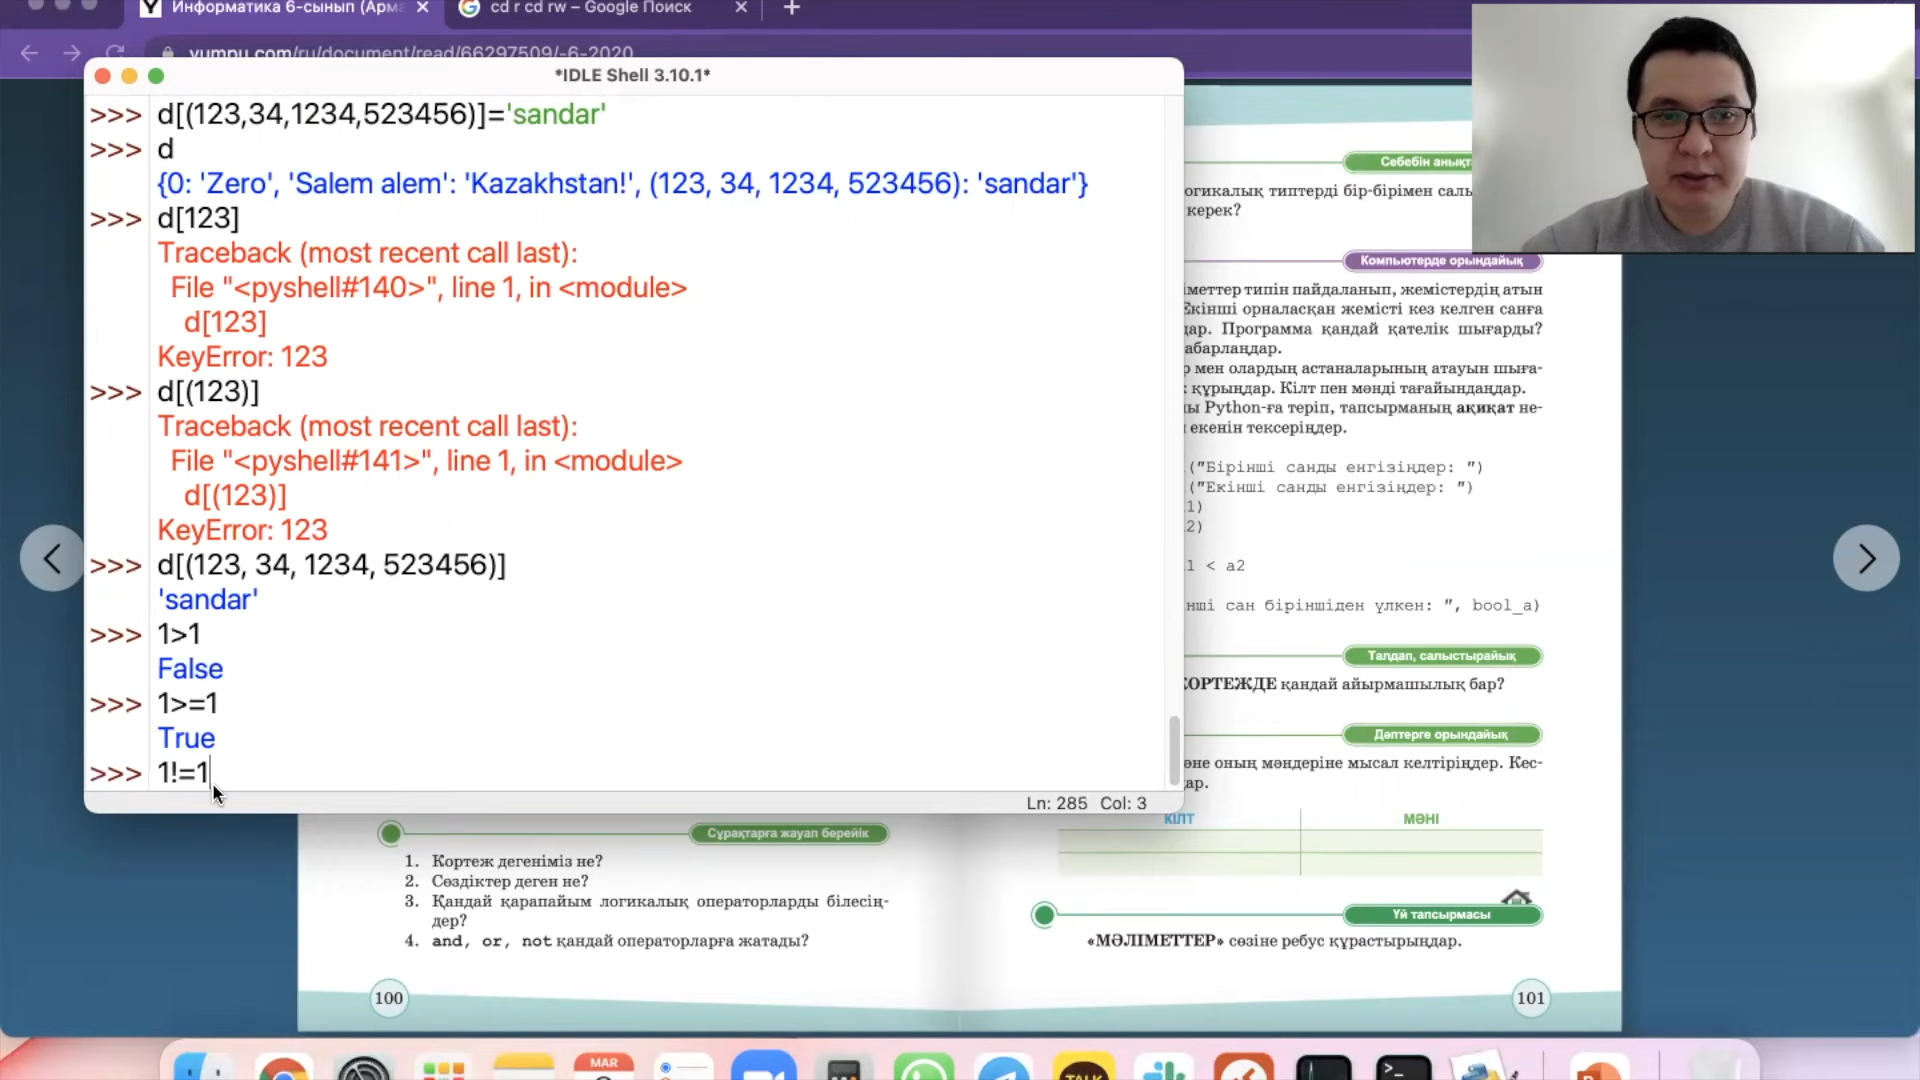 Информатика 6-сынып (Арма
cd r cd rw – Google Поиск
yumpu.com/ru/document/read/66297509/-6-2020
*IDLE Shell 3.10.1*
>>> d[(123,34,1234,523456)]='sandar'
>>> d
{0: 'Zero', 'Salem alem': 'Kazakhstan!', (123, 34, 1234, 523456): 'sandar'}
>>> d[123]
Traceback (most recent call last):
File "<pyshell#140>", line 1, in <module>
d[123]
KeyError: 123
>>> d[(123)]
Traceback (most recent call last):
File "<pyshell#141>", line 1, in <module>
d[(123)]
KeyError: 123
>>> d[(123, 34, 1234, 523456)]
'sandar'
>>> 1>1
False
>>> 1>=1
True
>>> 1!=1
Ln: 285 Col: 3
Себебін анықт
огикалық типтерді бір-бірімен салы
керек?
Компьютерде орындайық
іметтер типін пайдаланып, жемістердің атын
Екінші орналасқан жемісті кез келген санға
дар. Программа қандай қателік шығарды?
абарлаңдар.
р мен олардың астаналарының атауын шыға-
құрыңдар. Кілт пен мәнді тағайындаңдар.
ы Python-ға теріп, тапсырманың ақиқат не-
екенін тексеріңдер.
("Бірінші санды енгізіңдер: ")
("Екінші санды енгізіңдер: ")
1)
2)
1 < a2
нші сан біріншіден үлкен: ", bool_a)
Талдап, салыстырайық
КОРТЕЖДЕ қандай айырмашылық бар?
Дәптерге орындайық
әне оның мәндеріне мысал келтіріңдер. Кес-
дар.
КІЛТ МӘНІ
Үй тапсырмасы
«МӘЛІМЕТТЕР» сөзіне ребус құрастырыңдар.
101
Сұрақтарға жауап берейік
1. Кортеж дегеніміз не?
2. Сөздіктер деген не?
3. Қандай қарапайым логикалық операторларды білесің-
дер?
4. and, or, not қандай операторларға жатады?
100
MAR
TALK